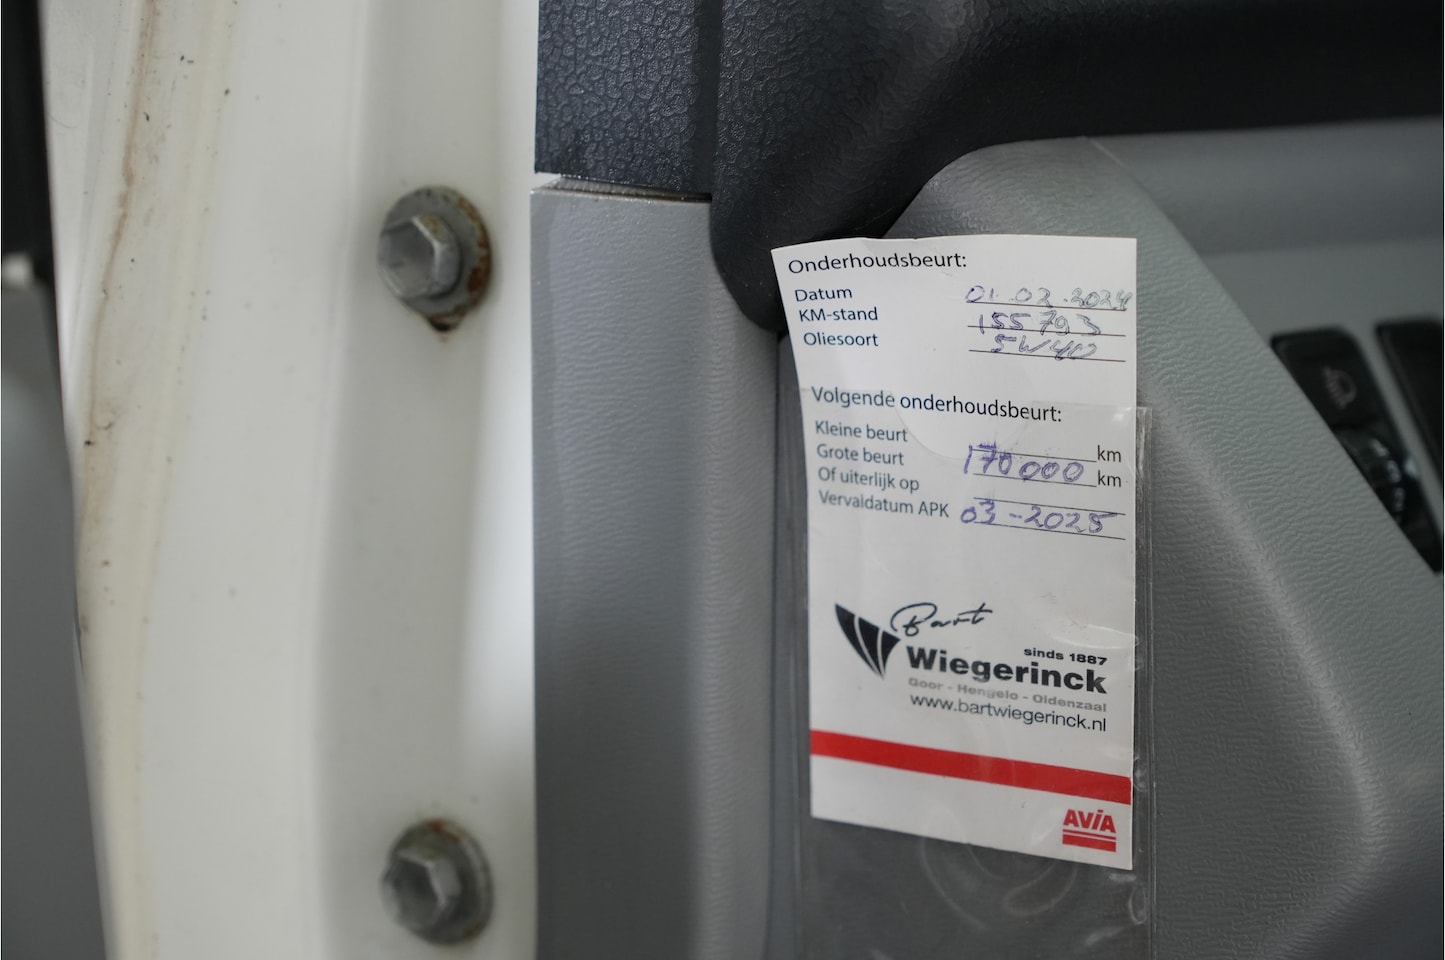 Onderhoudsbeurt:
Datum 01.02.2024
KM-stand 155793
Oliesoort 5W40
Volgende onderhoudsbeurt:
Kleine beurt km
Grote beurt 170000 km
Of uiterlijk op
Vervaldatum APK 03-2025
Bart
sinds 1887
Wiegerinck
Goor - Hengelo - Oldenzaal
www.bartwiegerinck.nl
AVIA